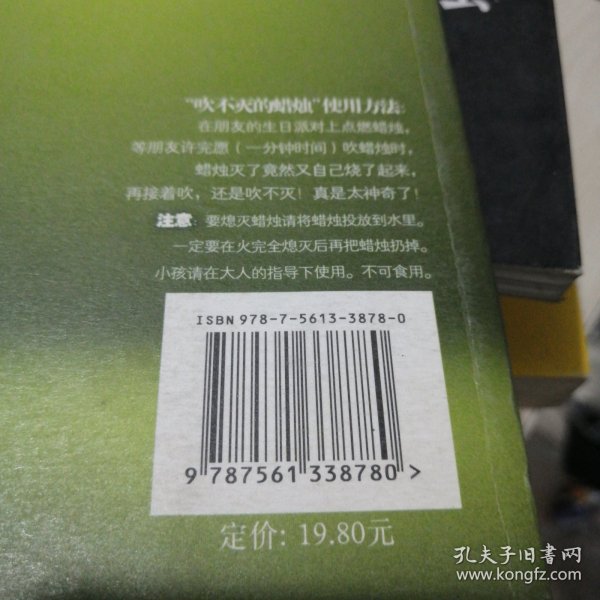 “吹不灭的蜡烛”使用方法:
在朋友的生日派对上点燃蜡烛,
等朋友许完愿(一分钟时间)吹蜡烛时,
蜡烛灭了竟然又自己烧了起来,
再接着吹,还是吹不灭!真是太神奇了!
注意:要熄灭蜡烛请将蜡烛投放到水里。
一定要在火完全熄灭后再把蜡烛扔掉。
小孩请在大人的指导下使用。不可食用。
ISBN 978-7-5613-3878-0
9 787561 338780 >
定价: 19.80元
孔夫子旧书网
www.kongfz.com